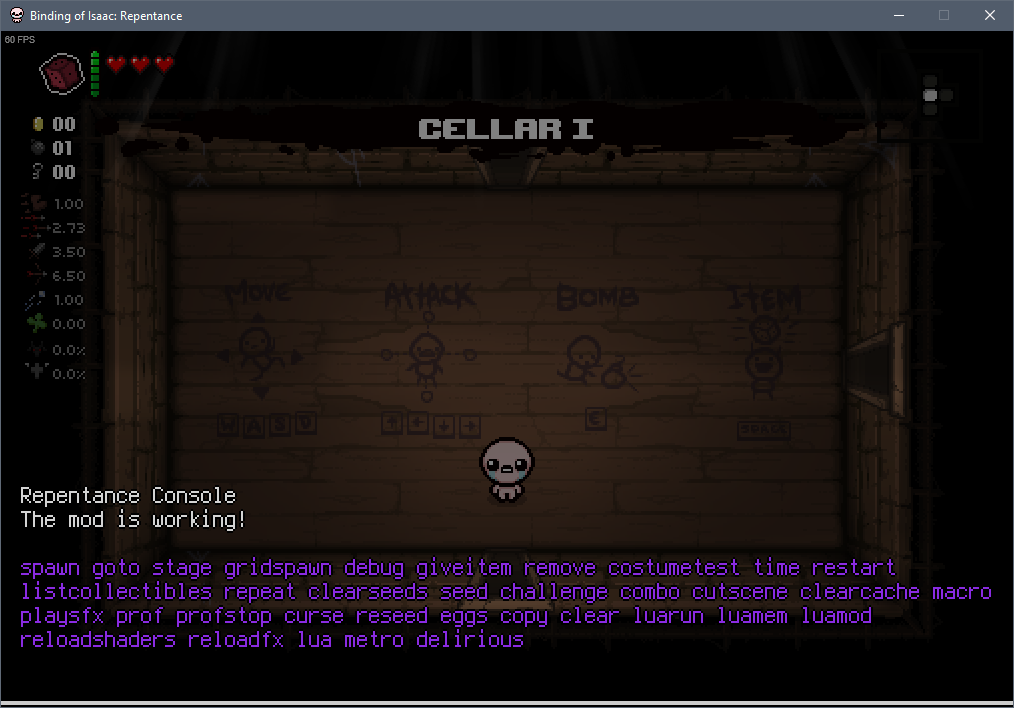 Binding of Isaac: Repentance
60 FPS
00
CELLAR I
01
00
1.00
2.73
3.50
6.50
1.00
0.00
0.0%
0.0%
MOVE ATTACK BOMB ITEM
W A S D
E
SPACE
Repentance Console
The mod is working!
spawn goto stage gridspawn debug giveitem remove costumetest time restart
listcollectibles repeat clearseeds seed challenge combo cutscene clearcache macro
playsfx prof profstop curse reseed eggs copy clear luarun luamem luamod
reloadshaders reloadfx lua metro delirious